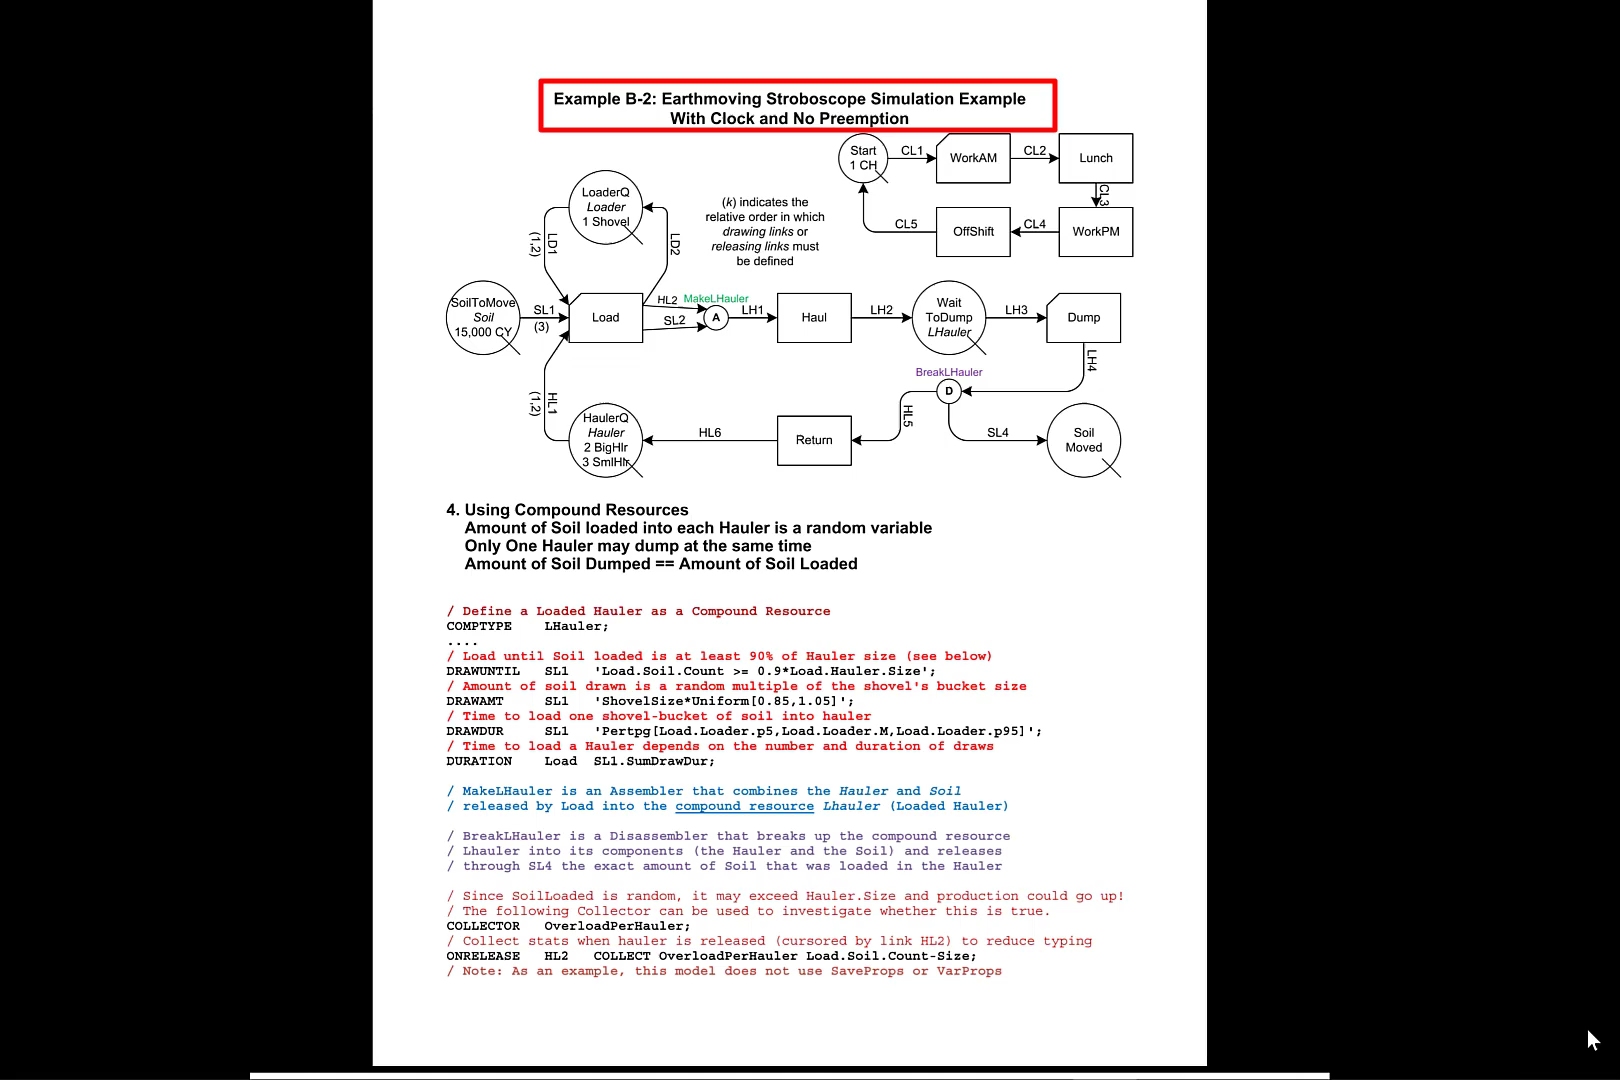 Example B-2: Earthmoving Stroboscope Simulation Example
With Clock and No Preemption
Start
1 CH
CL1
WorkAM
CL2
Lunch
CL3
WorkPM
CL4
OffShift
CL5
LoaderQ
Loader
1 Shovel
LD1
(1,2)
LD2
(k) indicates the
relative order in which
drawing links or
releasing links must
be defined
SoilToMove
Soil
15,000 CY
SL1
(3)
Load
HL2
SL2
MakeLHauler
A
LH1
Haul
LH2
Wait
ToDump
LHauler
LH3
Dump
LH4
BreakLHauler
D
HL5
SL4
Soil
Moved
Return
HL6
HaulerQ
Hauler
2 BigHlr
3 SmlHlr
HL1
(1,2)
4. Using Compound Resources
Amount of Soil loaded into each Hauler is a random variable
Only One Hauler may dump at the same time
Amount of Soil Dumped == Amount of Soil Loaded
/ Define a Loaded Hauler as a Compound Resource
COMPTYPE LHauler;
....
/ Load until Soil loaded is at least 90% of Hauler size (see below)
DRAWUNTIL SL1 'Load.Soil.Count >= 0.9*Load.Hauler.Size';
/ Amount of soil drawn is a random multiple of the shovel's bucket size
DRAWAMT SL1 'ShovelSize*Uniform[0.85,1.05]';
/ Time to load one shovel-bucket of soil into hauler
DRAWDUR SL1 'Pertpg[Load.Loader.p5,Load.Loader.M,Load.Loader.p95]';
/ Time to load a Hauler depends on the number and duration of draws
DURATION Load SL1.SumDrawDur;
/ MakeLHauler is an Assembler that combines the Hauler and Soil
/ released by Load into the compound resource Lhauler (Loaded Hauler)
/ BreakLHauler is a Disassembler that breaks up the compound resource
/ Lhauler into its components (the Hauler and the Soil) and releases
/ through SL4 the exact amount of Soil that was loaded in the Hauler
/ Since SoilLoaded is random, it may exceed Hauler.Size and production could go up!
/ The following Collector can be used to investigate whether this is true.
COLLECTOR OverloadPerHauler;
/ Collect stats when hauler is released (cursored by link HL2) to reduce typing
ONRELEASE HL2 COLLECT OverloadPerHauler Load.Soil.Count-Size;
/ Note: As an example, this model does not use SaveProps or VarProps